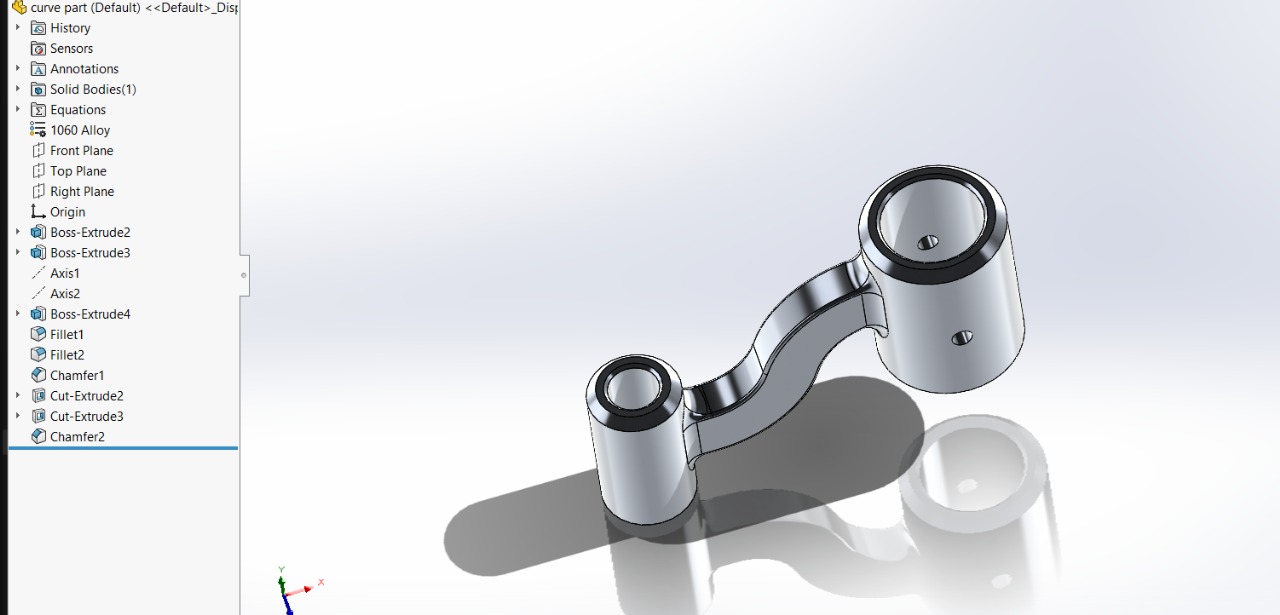 curve part (Default) <<Default>_Disp
History
Sensors
Annotations
Solid Bodies(1)
Equations
1060 Alloy
Front Plane
Top Plane
Right Plane
Origin
Boss-Extrude2
Boss-Extrude3
Axis1
Axis2
Boss-Extrude4
Fillet1
Fillet2
Chamfer1
Cut-Extrude2
Cut-Extrude3
Chamfer2
Y
X